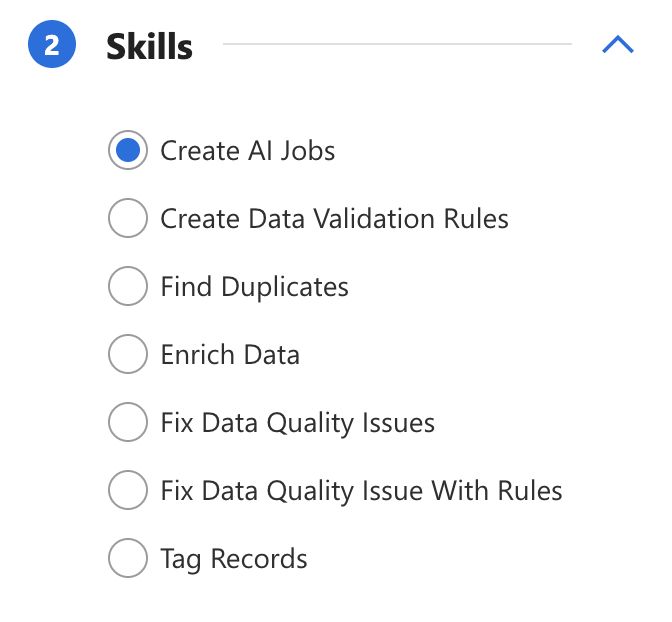 2 Skills
Create AI Jobs
Create Data Validation Rules
Find Duplicates
Enrich Data
Fix Data Quality Issues
Fix Data Quality Issue With Rules
Tag Records